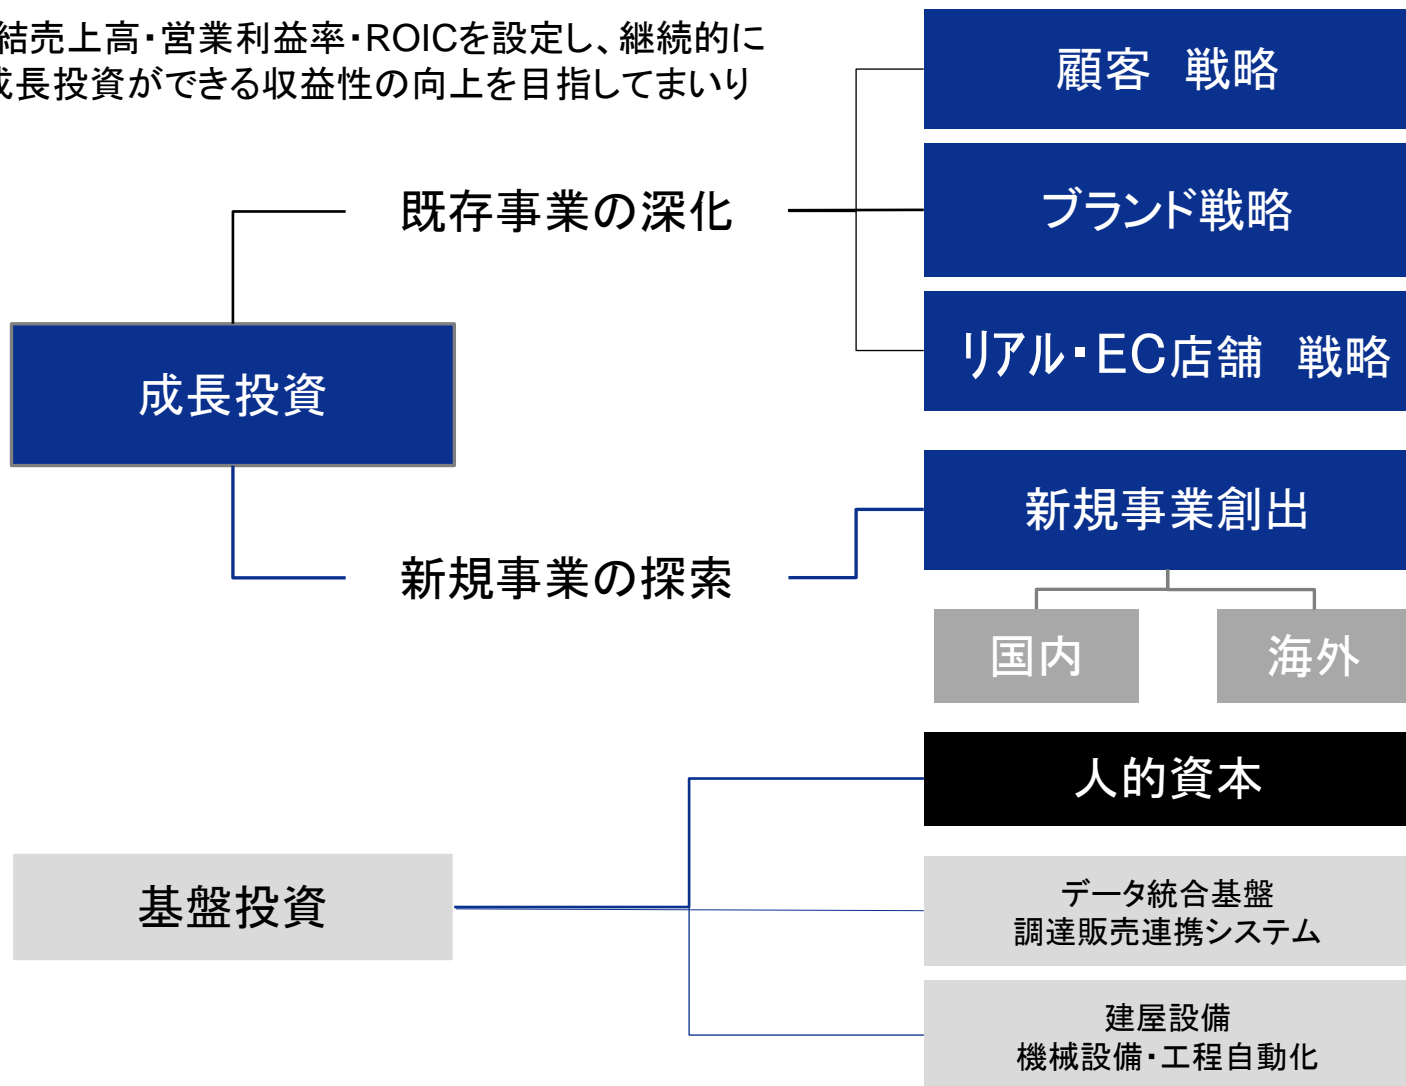 結売上高・営業利益率・ROICを設定し、継続的に
成長投資ができる収益性の向上を目指してまいり
顧客　戦略
既存事業の深化
ブランド戦略
リアル・EC店舗　戦略
成長投資
新規事業創出
新規事業の探索
国内
海外
人的資本
基盤投資
データ統合基盤
調達販売連携システム
建屋設備
機械設備・工程自動化